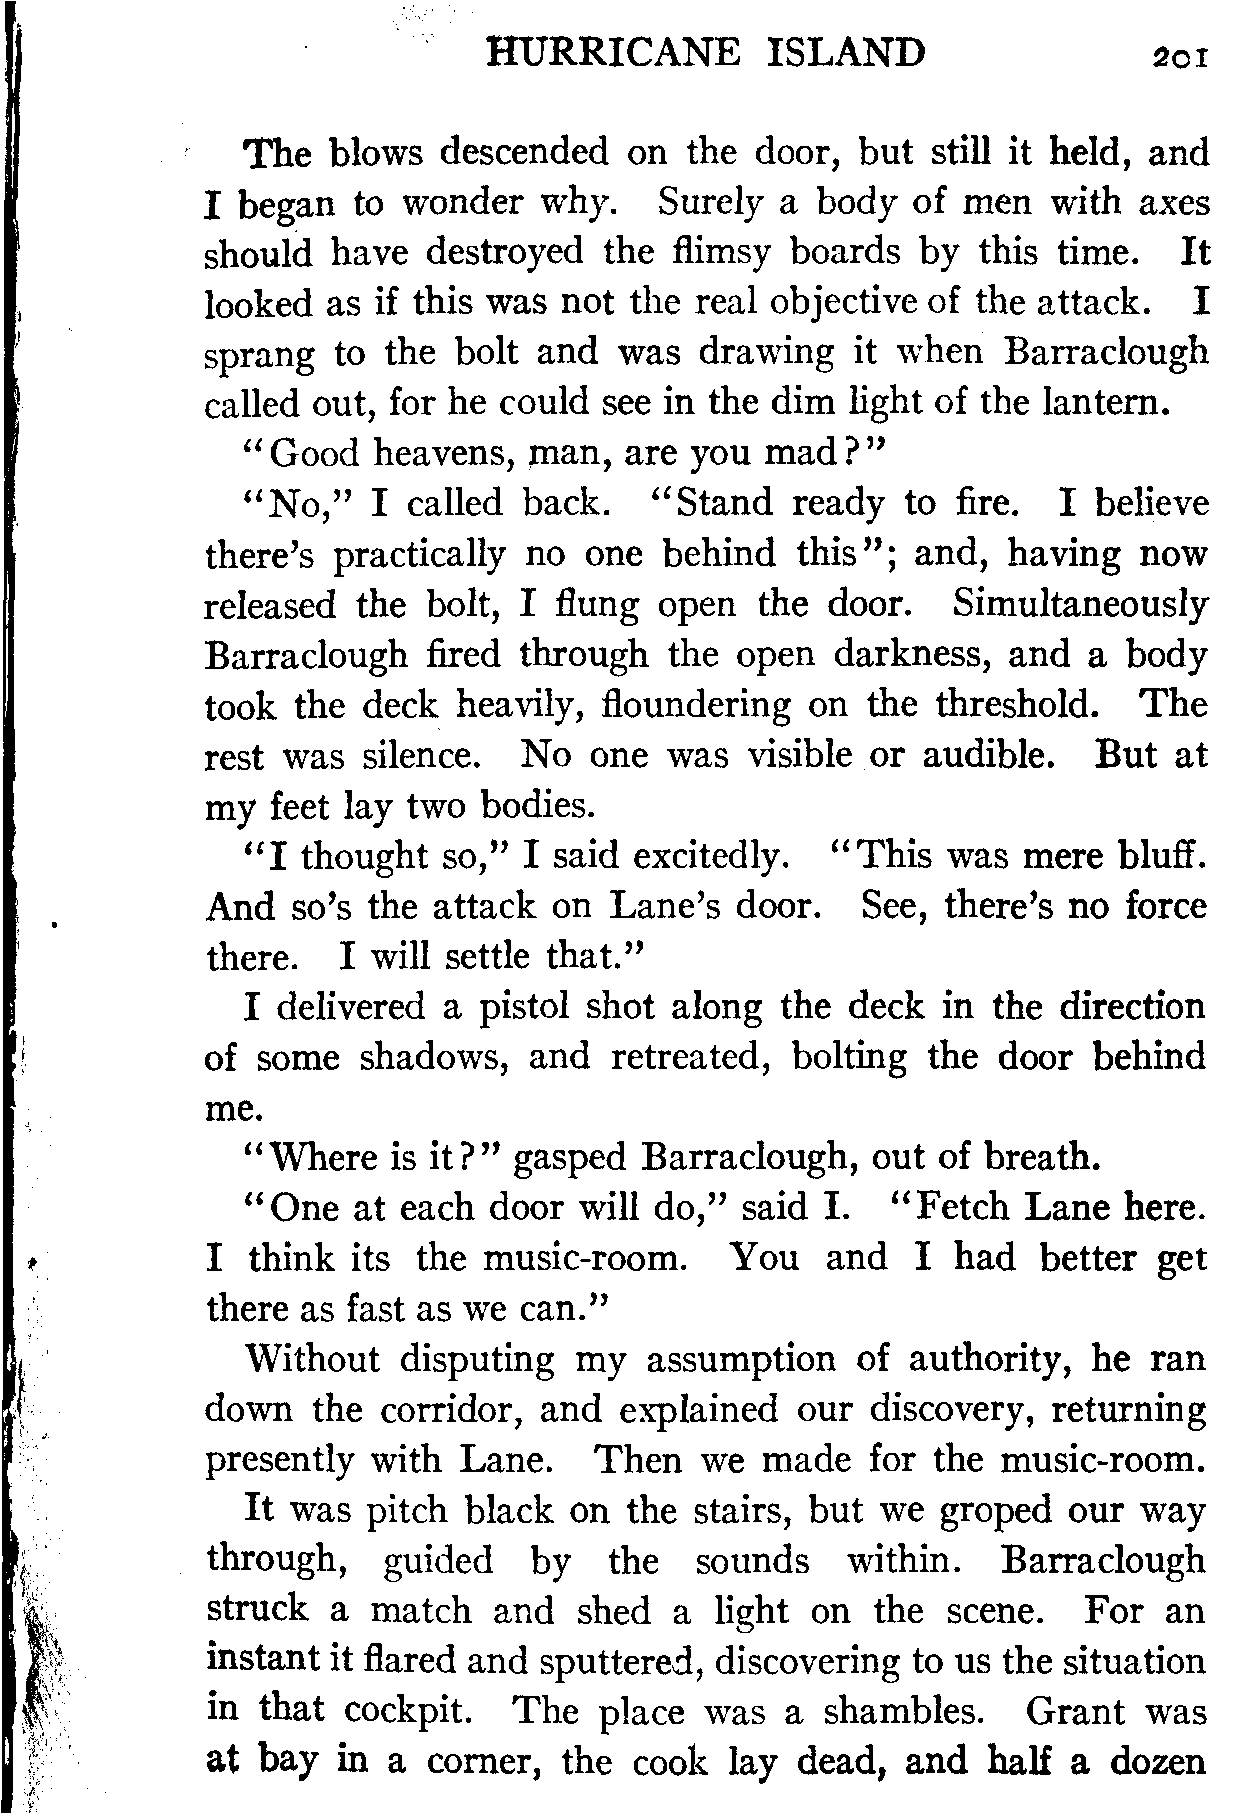 HURRICANE ISLAND 201
The blows descended on the door, but still it held, and
I began to wonder why. Surely a body of men with axes
should have destroyed the flimsy boards by this time. It
looked as if this was not the real objective of the attack. I
sprang to the bolt and was drawing it when Barraclough
called out, for he could see in the dim light of the lantern.
"Good heavens, man, are you mad?"
"No," I called back. "Stand ready to fire. I believe
there's practically no one behind this"; and, having now
released the bolt, I flung open the door. Simultaneously
Barraclough fired through the open darkness, and a body
took the deck heavily, floundering on the threshold. The
rest was silence. No one was visible or audible. But at
my feet lay two bodies.
"I thought so," I said excitedly. "This was mere bluff.
And so's the attack on Lane's door. See, there's no force
there. I will settle that."
I delivered a pistol shot along the deck in the direction
of some shadows, and retreated, bolting the door behind
me.
"Where is it?" gasped Barraclough, out of breath.
"One at each door will do," said I. "Fetch Lane here.
I think its the music-room. You and I had better get
there as fast as we can."
Without disputing my assumption of authority, he ran
down the corridor, and explained our discovery, returning
presently with Lane. Then we made for the music-room.
It was pitch black on the stairs, but we groped our way
through, guided by the sounds within. Barraclough
struck a match and shed a light on the scene. For an
instant it flared and sputtered, discovering to us the situation
in that cockpit. The place was a shambles. Grant was
at bay in a corner, the cook lay dead, and half a dozen